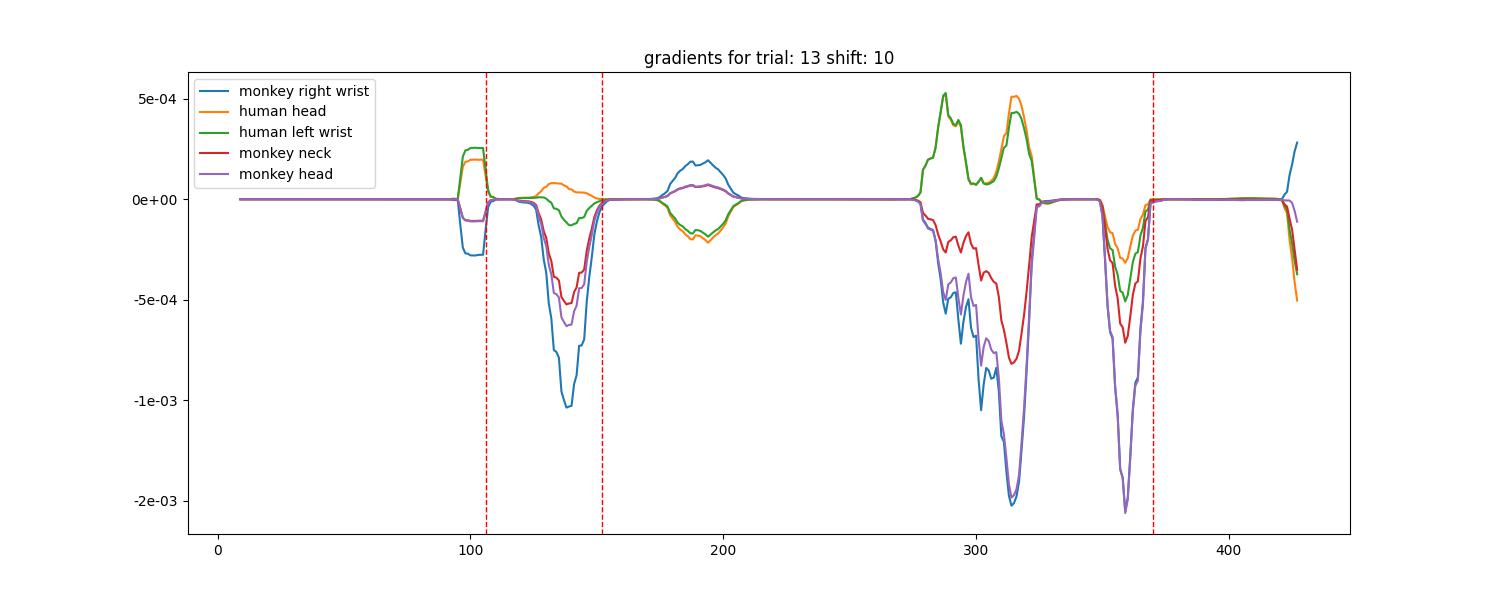 gradients for trial: 13 shift: 10
monkey right wrist
human head
human left wrist
monkey neck
monkey head
5e-04
0e+00
-5e-04
-1e-03
-2e-03
0 100 200 300 400